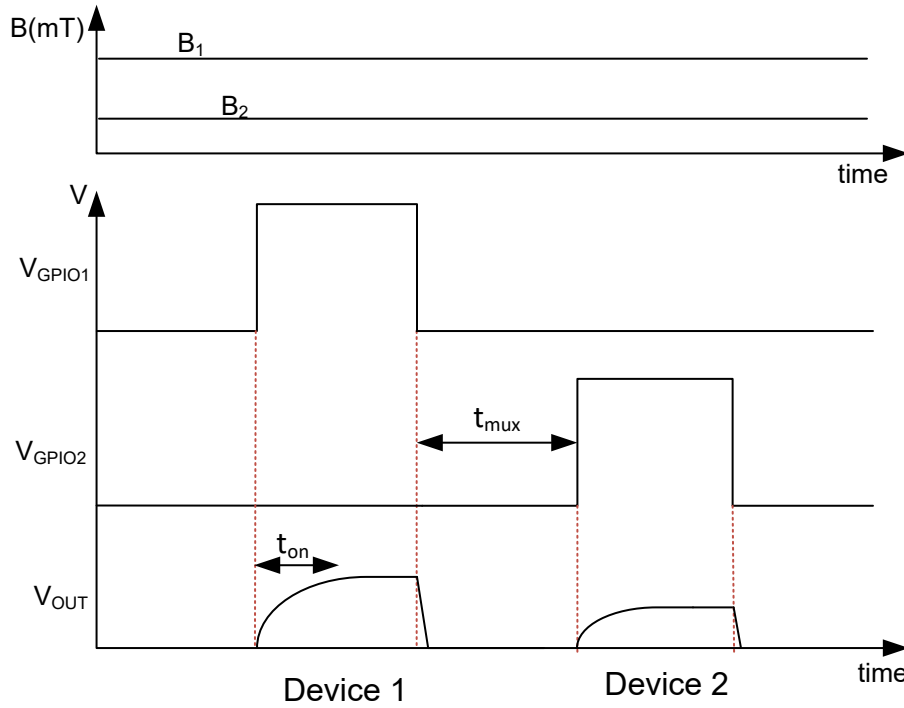 B(mT)
B1
B2
time
V
VGPIO1
tmux
VGPIO2
ton
VOUT
time
Device 1
Device 2